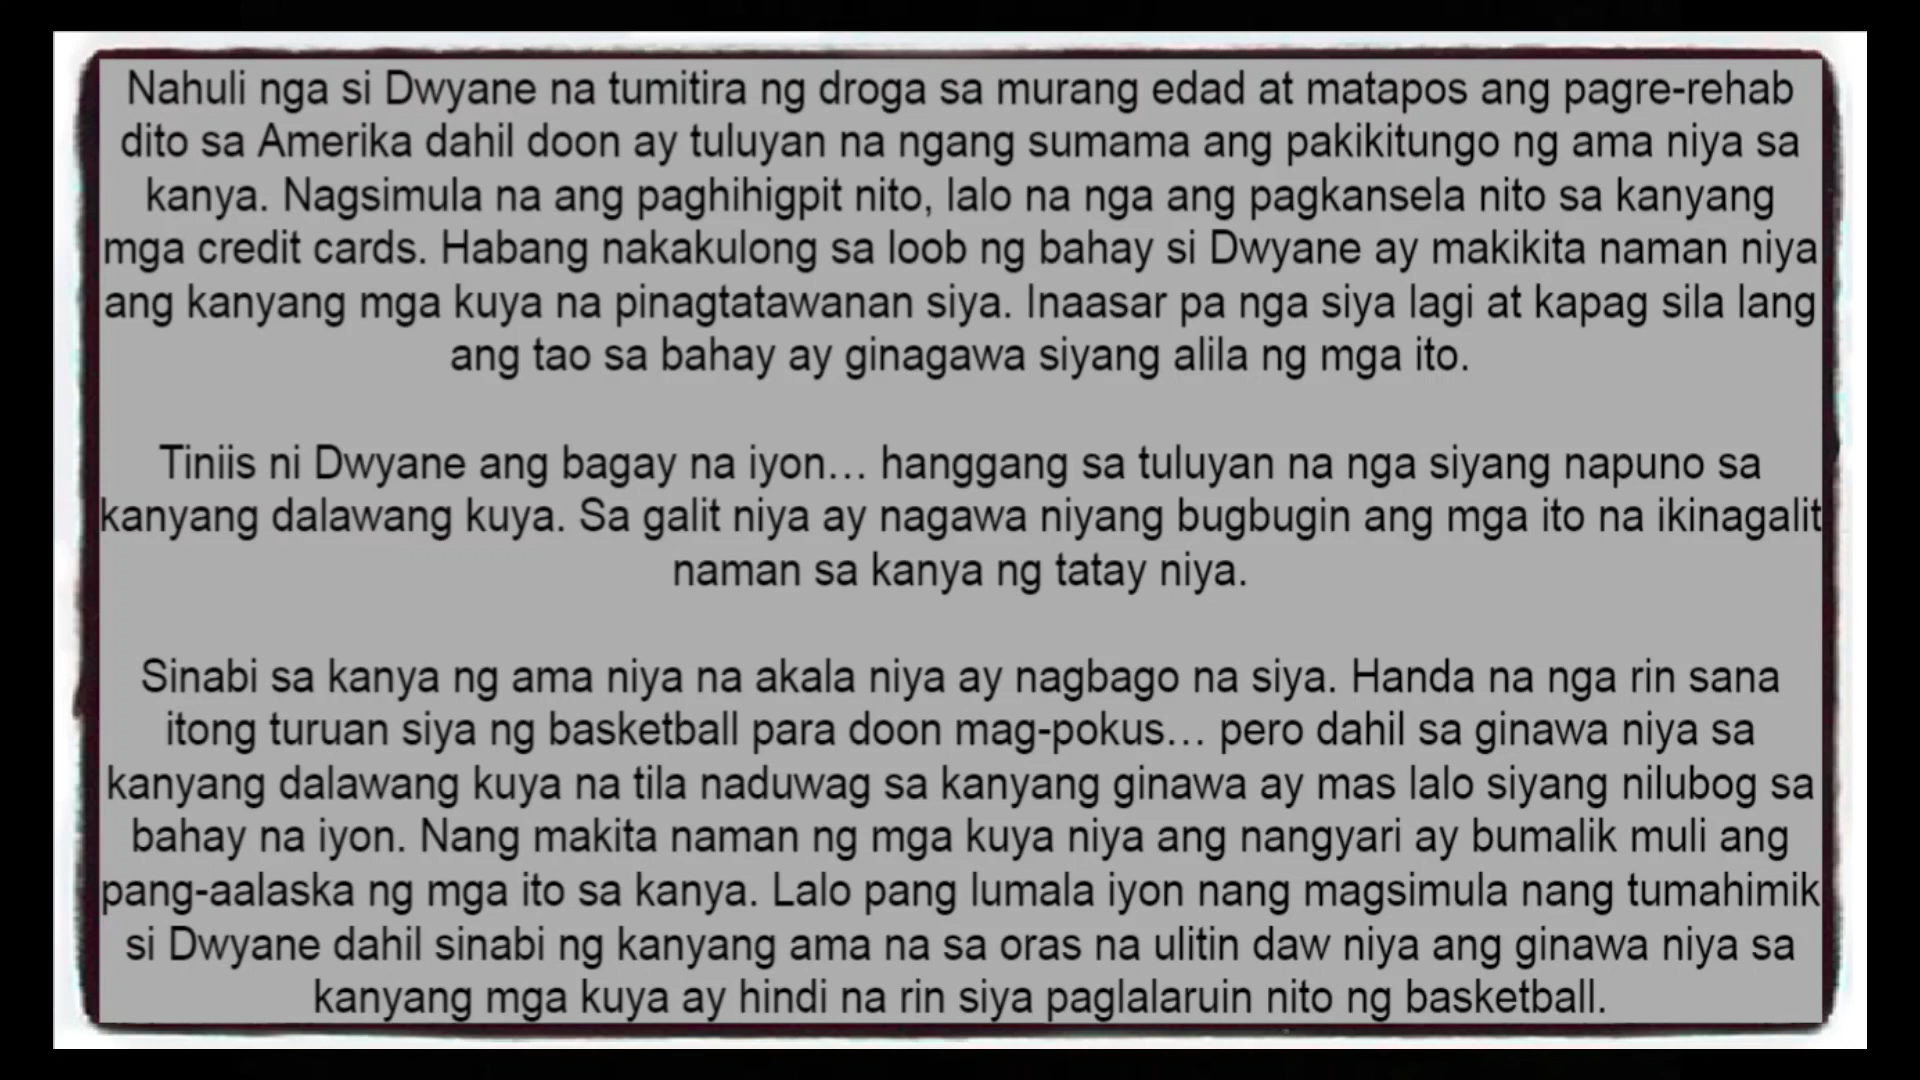 Nahuli nga si Dwyane na tumitira ng droga sa murang edad at matapos ang pagre-rehab
dito sa Amerika dahil doon ay tuluyan na ngang sumama ang pakikitungo ng ama niya sa
kanya. Nagsimula na ang paghihigpit nito, lalo na nga ang pagkansela nito sa kanyang
mga credit cards. Habang nakakulong sa loob ng bahay si Dwyane ay makikita naman niya
ang kanyang mga kuya na pinagtatawanan siya. Inaasar pa nga siya lagi at kapag sila lang
ang tao sa bahay ay ginagawa siyang alila ng mga ito.
Tiniis ni Dwyane ang bagay na iyon… hanggang sa tuluyan na nga siyang napuno sa
kanyang dalawang kuya. Sa galit niya ay nagawa niyang bugbugin ang mga ito na ikinagalit
naman sa kanya ng tatay niya.
Sinabi sa kanya ng ama niya na akala niya ay nagbago na siya. Handa na nga rin sana
itong turuan siya ng basketball para doon mag-pokus… pero dahil sa ginawa niya sa
kanyang dalawang kuya na tila naduwag sa kanyang ginawa ay mas lalo siyang nilubog sa
bahay na iyon. Nang makita naman ng mga kuya niya ang nangyari ay bumalik muli ang
pang-aalaska ng mga ito sa kanya. Lalo pang lumala iyon nang magsimula nang tumahimik
si Dwyane dahil sinabi ng kanyang ama na sa oras na ulitin daw niya ang ginawa niya sa
kanyang mga kuya ay hindi na rin siya paglalaruin nito ng basketball.